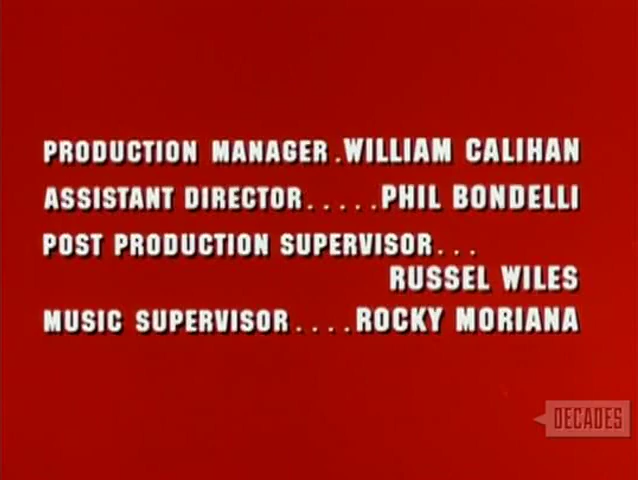 PRODUCTION MANAGER . WILLIAM CALIHAN
ASSISTANT DIRECTOR . . . . . PHIL BONDELLI
POST PRODUCTION SUPERVISOR . . .
RUSSEL WILES
MUSIC SUPERVISOR . . . . ROCKY MORIANA
DECADES